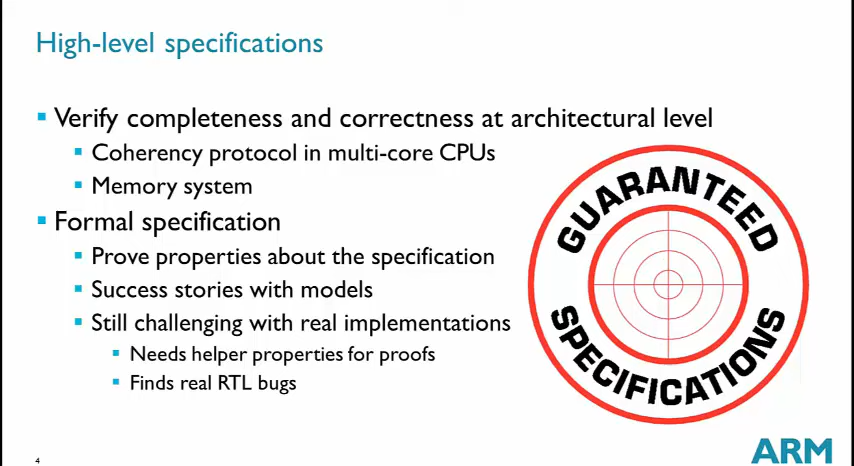 High-level specifications
Verify completeness and correctness at architectural level
Coherency protocol in multi-core CPUs
Memory system
Formal specification
Prove properties about the specification
Success stories with models
Still challenging with real implementations
Needs helper properties for proofs
Finds real RTL bugs
GUARANTEED
SPECIFICATIONS
4
ARM